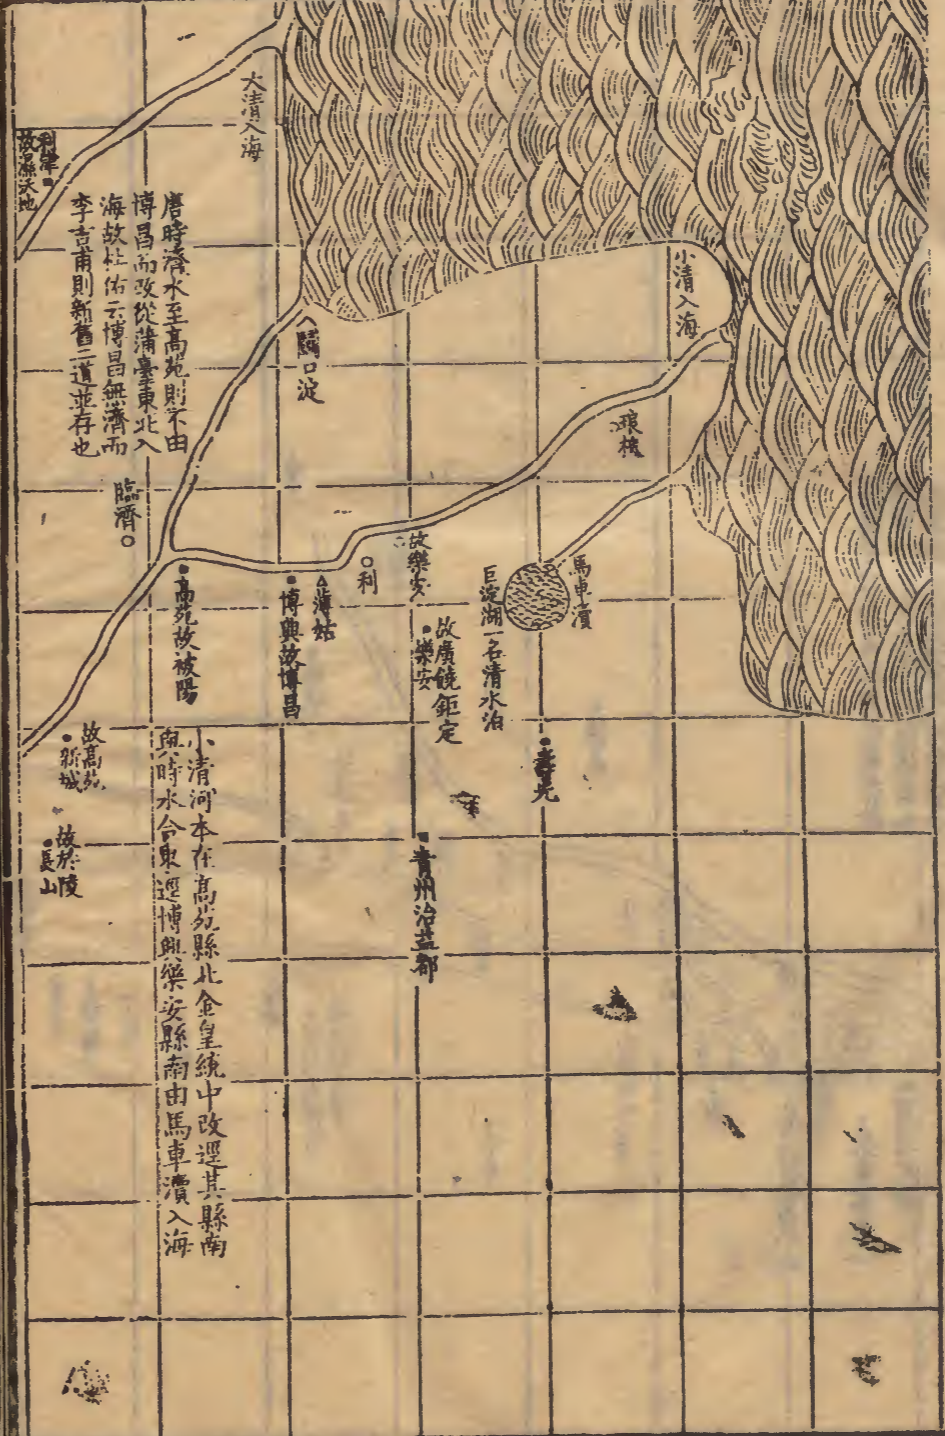 大清入海
利津
故濕沃地
唐時濟水至高苑則不由
博昌而改從蒲臺東北入
海故杜佑云博昌無濟而
李吉甫則新舊二道並存也
小清入海
入闢口淀
琅槐
臨濟
故樂安
利
薄姑
博興故博昌
高苑故被陽
馬車瀆
巨淀湖一名清水泊
故廣饒鉅定
樂安
壽光
故高苑
新城
故於陵
長山
青州治益都
小清河本在高苑縣北金皇統中改逕其縣南
與時水合東逕博興樂安縣南由馬車瀆入海